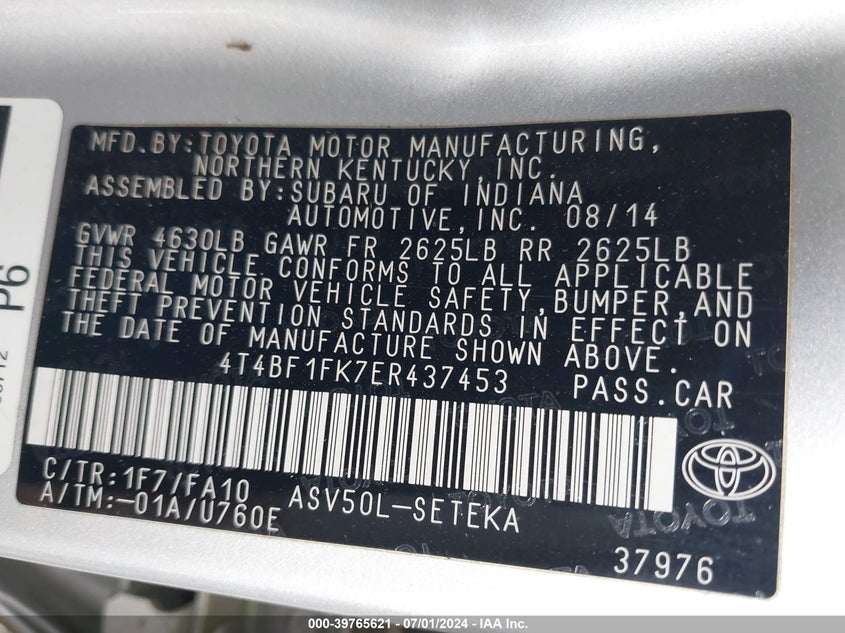 MFD.BY:TOYOTA MOTOR MANUFACTURING,
NORTHERN KENTUCKY,INC.
ASSEMBLED BY:SUBARU OF INDIANA
AUTOMOTIVE,INC. 08/14
GVWR 4630LB GAWR FR 2625LB RR 2625LB
THIS VEHICLE CONFORMS TO ALL APPLICABLE
FEDERAL MOTOR VEHICLE SAFETY,BUMPER,AND
THEFT PREVENTION STANDARDS IN EFFECT ON
THE DATE OF MANUFACTURE SHOWN ABOVE.
4T4BF1FK7ER437453 PASS.CAR
C/TR:1F7/FA10
A/TM:-01A/U760E ASV50L-SETEKA
TOYOTA
37976
P6
000-39765621 - 07/01/2024 - IAA Inc.